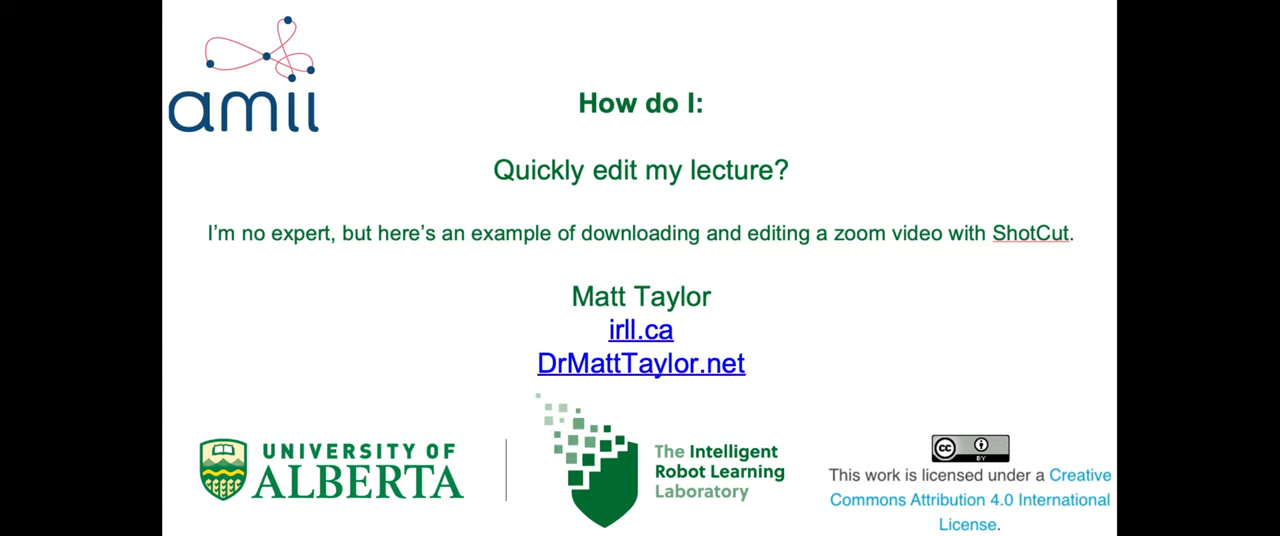 amii
How do I:
Quickly edit my lecture?
I'm no expert, but here's an example of downloading and editing a zoom video with ShotCut.
Matt Taylor
irll.ca
DrMattTaylor.net
UNIVERSITY OF
ALBERTA
The Intelligent
Robot Learning
Laboratory
cc
BY
This work is licensed under a Creative
Commons Attribution 4.0 International
License.